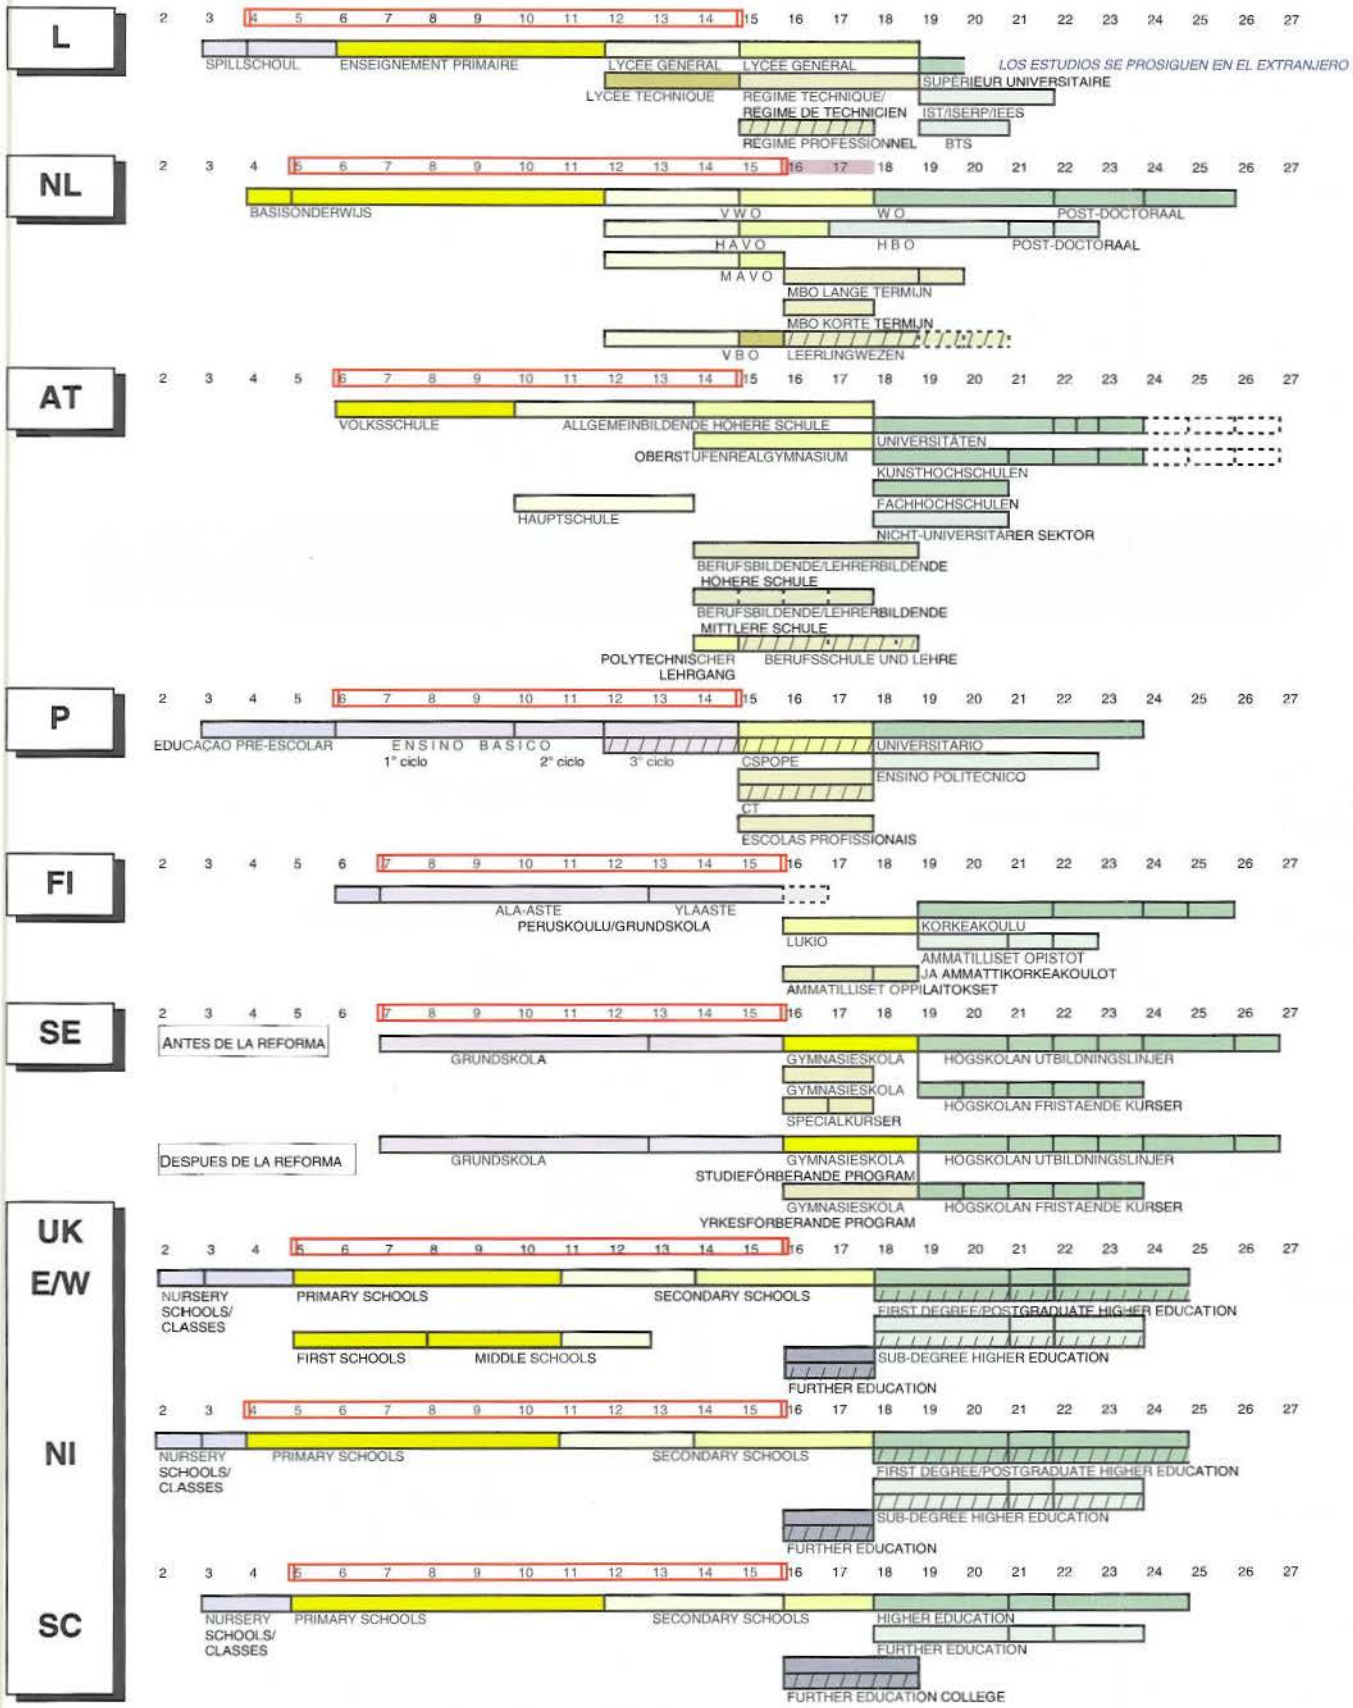 L
2 3 4 5 6 7 8 9 10 11 12 13 14 15 16 17 18 19 20 21 22 23 24 25 26 27
SPILLSCHOUL ENSEIGNEMENT PRIMAIRE LYCEE GENERAL LYCEE GENERAL LOS ESTUDIOS SE PROSIGUEN EN EL EXTRANJERO
SUPERIEUR UNIVERSITAIRE
LYCEE TECHNIQUE REGIME TECHNIQUE/
REGIME DE TECHNICIEN IST/ISERP/IEES
REGIME PROFESSIONNEL BTS
NL
2 3 4 5 6 7 8 9 10 11 12 13 14 15 16 17 18 19 20 21 22 23 24 25 26 27
BASISONDERWIJS V W O W O POST-DOCTORAAL
H A V O H B O POST-DOCTORAAL
M A V O
MBO LANGE TERMIJN
MBO KORTE TERMIJN
V B O LEERLINGWEZEN
AT
2 3 4 5 6 7 8 9 10 11 12 13 14 15 16 17 18 19 20 21 22 23 24 25 26 27
VOLKSSCHULE ALLGEMEINBILDENDE HÖHERE SCHULE
UNIVERSITÄTEN
OBERSTUFENREALGYMNASIUM
KUNSTHOCHSCHULEN
FACHHOCHSCHULEN
HAUPTSCHULE
NICHT-UNIVERSITÄRER SEKTOR
BERUFSBILDENDE/LEHRERBILDENDE
HÖHERE SCHULE
BERUFSBILDENDE/LEHRERBILDENDE
MITTLERE SCHULE
POLYTECHNISCHER BERUFSSCHULE UND LEHRE
LEHRGANG
P
2 3 4 5 6 7 8 9 10 11 12 13 14 15 16 17 18 19 20 21 22 23 24 25 26 27
EDUCAÇAO PRE-ESCOLAR E N S I N O B A S I C O UNIVERSITARIO
1° ciclo 2° ciclo 3° ciclo CSPOPE
ENSINO POLITECNICO
CT
ESCOLAS PROFISSIONAIS
FI
2 3 4 5 6 7 8 9 10 11 12 13 14 15 16 17 18 19 20 21 22 23 24 25 26 27
ALA-ASTE YLAASTE
PERUSKOULU/GRUNDSKOLA KORKEAKOULU
LUKIO
AMMATILLISET OPISTOT
JA AMMATTIKORKEAKOULOT
AMMATILLISET OPPILAITOKSET
SE
2 3 4 5 6 7 8 9 10 11 12 13 14 15 16 17 18 19 20 21 22 23 24 25 26 27
ANTES DE LA REFORMA
GRUNDSKOLA GYMNASIESKOLA HÖGSKOLAN UTBILDNINGSLINJER
GYMNASIESKOLA
HÖGSKOLAN FRISTAENDE KURSER
SPECIALKURSER
DESPUES DE LA REFORMA
GRUNDSKOLA GYMNASIESKOLA HÖGSKOLAN UTBILDNINGSLINJER
STUDIEFÖRBERANDE PROGRAM
GYMNASIESKOLA HÖGSKOLAN FRISTAENDE KURSER
YRKESFÖRBERANDE PROGRAM
UK
2 3 4 5 6 7 8 9 10 11 12 13 14 15 16 17 18 19 20 21 22 23 24 25 26 27
E/W
NURSERY PRIMARY SCHOOLS SECONDARY SCHOOLS
SCHOOLS/ FIRST DEGREE/POSTGRADUATE HIGHER EDUCATION
CLASSES
FIRST SCHOOLS MIDDLE SCHOOLS SUB-DEGREE HIGHER EDUCATION
FURTHER EDUCATION
2 3 4 5 6 7 8 9 10 11 12 13 14 15 16 17 18 19 20 21 22 23 24 25 26 27
NI
NURSERY PRIMARY SCHOOLS SECONDARY SCHOOLS
SCHOOLS/ FIRST DEGREE/POSTGRADUATE HIGHER EDUCATION
CLASSES
SUB-DEGREE HIGHER EDUCATION
FURTHER EDUCATION
2 3 4 5 6 7 8 9 10 11 12 13 14 15 16 17 18 19 20 21 22 23 24 25 26 27
SC
NURSERY PRIMARY SCHOOLS SECONDARY SCHOOLS HIGHER EDUCATION
SCHOOLS/
CLASSES FURTHER EDUCATION
FURTHER EDUCATION COLLEGE